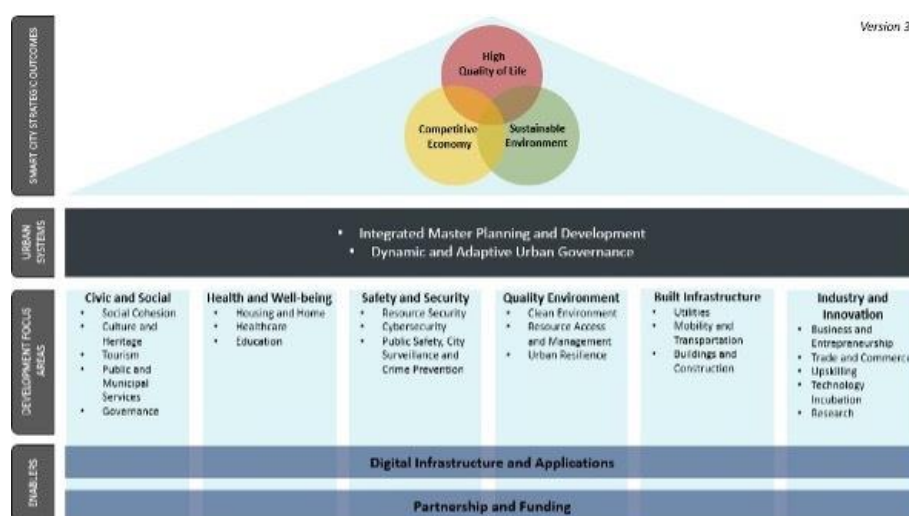 Version 3
SMART CITY STRATEGIC OUTCOMES
High
Quality of Life
Competitive
Economy
Sustainable
Environment
URBAN
SYSTEMS
• Integrated Master Planning and Development
• Dynamic and Adaptive Urban Governance
DEVELOPMENT FOCUS
AREAS
Civic and Social
• Social Cohesion
• Culture and
Heritage
• Tourism
• Public and
Municipal
Services
• Governance
Health and Well-being
• Housing and Home
• Healthcare
• Education
Safety and Security
• Resource Security
• Cybersecurity
• Public Safety, City
Surveillance and
Crime Prevention
Quality Environment
• Clean Environment
• Resource Access
and Management
• Urban Resilience
Built Infrastructure
• Utilities
• Mobility and
Transportation
• Buildings and
Construction
Industry and
Innovation
• Business and
Entrepreneurship
• Trade and Commerce
• Upskilling
• Technology
Incubation
• Research
ENABLERS
Digital Infrastructure and Applications
Partnership and Funding